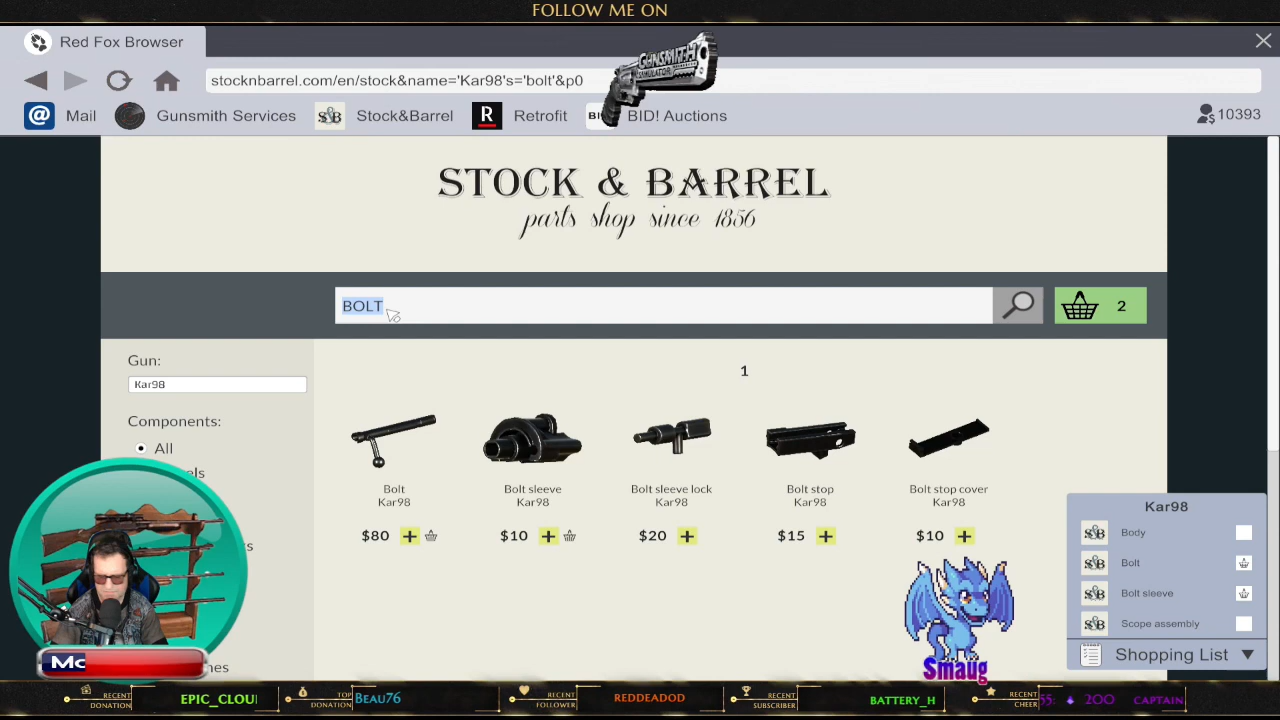 FOLLOW ME ON
Red Fox Browser
stocknbarrel.com/en/stock&name='Kar98's='bolt'&p0
GUNSMITH
SIMULATOR
@ Mail
Gunsmith Services
S&B Stock&Barrel
R Retrofit
BID! Auctions
10393
STOCK & BARREL
parts shop since 1856
BOLT
2
Gun:
Kar98
Components:
All
1
Bolt
Kar98
$80 +
Bolt sleeve
Kar98
$10 +
Bolt sleeve lock
Kar98
$20 +
Bolt stop
Kar98
$15 +
Bolt stop cover
Kar98
$10 +
Kar98
S&B Body
S&B Bolt
S&B Bolt sleeve
S&B Scope assembly
Shopping List
Smaug
Mc
RECENT
DONATION
EPIC_CLOU
TOP
DONATION
BEAU76
RECENT
FOLLOWER
REDDEADOD
RECENT
SUBSCRIBER
BATTERY_H
RECENT
CHEER
55: 200 CAPTAIN